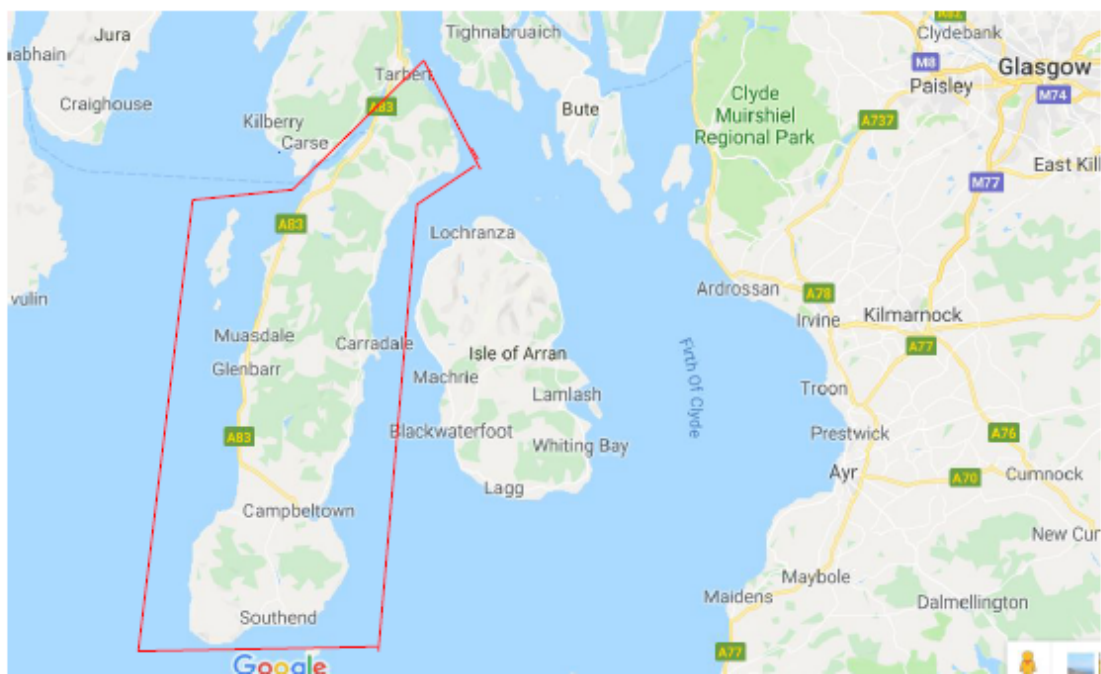 Jura
Tighnabruaich
Clydebank
M8
Glasgow
Tarbert
Paisley
M74
Craighouse
A83
Bute
Clyde
Muirshiel
Regional Park
A737
Kilberry
Carse
East Kil
M77
A83
Lochranza
Ardrossan
A78
Irvine
Kilmarnock
Muasdale
Carradale
Isle of Arran
Firth Of Clyde
A77
Glenbarr
Machrie
Lamlash
Troon
A83
Blackwaterfoot
Whiting Bay
Prestwick
A76
Lagg
Ayr
A70
Cumnock
Campbeltown
New Cur
Maybole
Maidens
Dalmellington
Southend
A77
Google